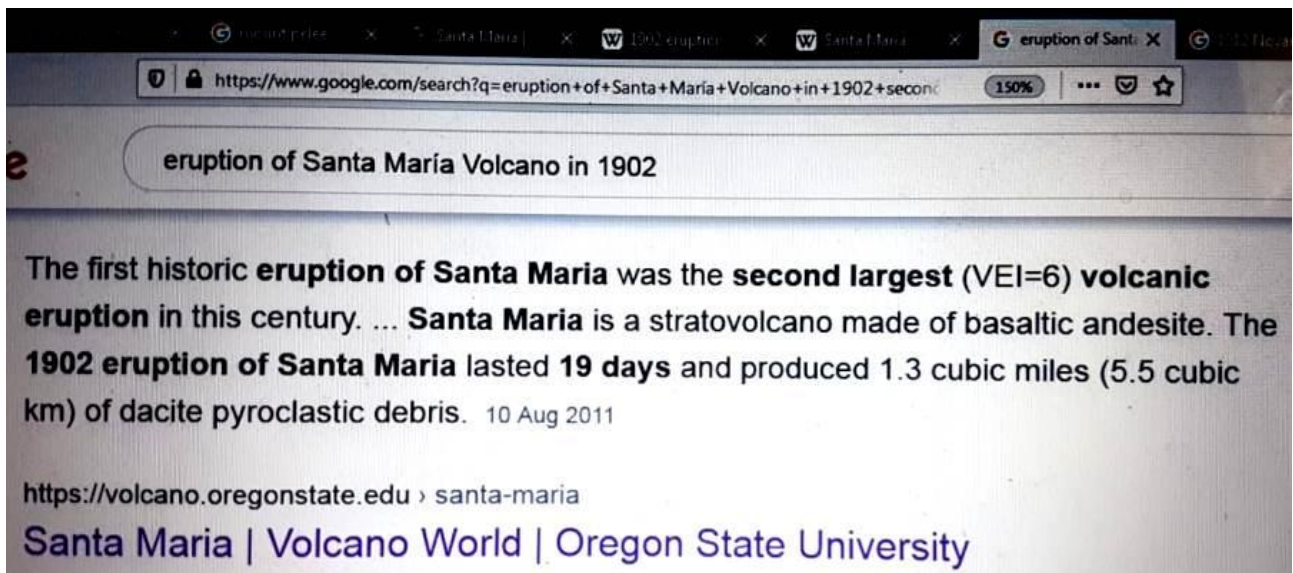 eruption of Santi
https://www.google.com/search?q=eruption+of+Santa+María+Volcano+in+1902+secon
150%
e
eruption of Santa María Volcano in 1902
The first historic eruption of Santa Maria was the second largest (VEI=6) volcanic
eruption in this century. ... Santa Maria is a stratovolcano made of basaltic andesite. The
1902 eruption of Santa Maria lasted 19 days and produced 1.3 cubic miles (5.5 cubic
km) of dacite pyroclastic debris. 10 Aug 2011
https://volcano.oregonstate.edu › santa-maria
Santa Maria | Volcano World | Oregon State University